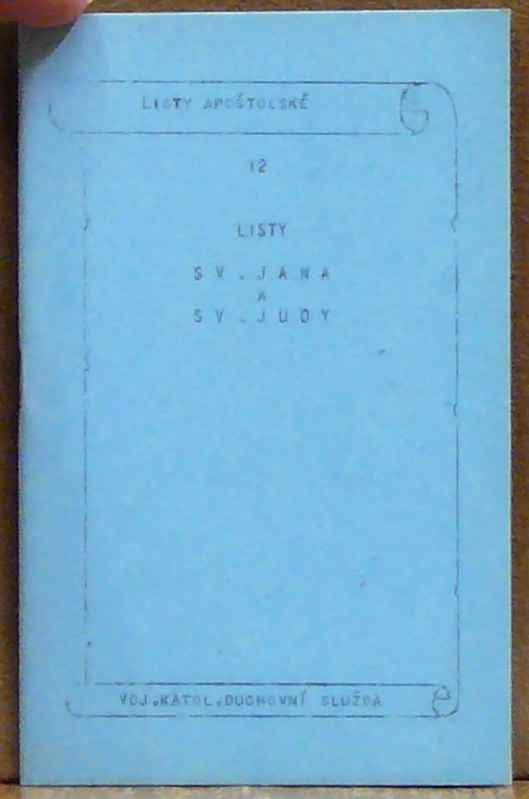 LISTY APOŠTOLSKÉ
12
LISTY
SV.JANA
A
SV.JUDY
VOJ.KATOL.DUCHOVNÍ SLUŽBA